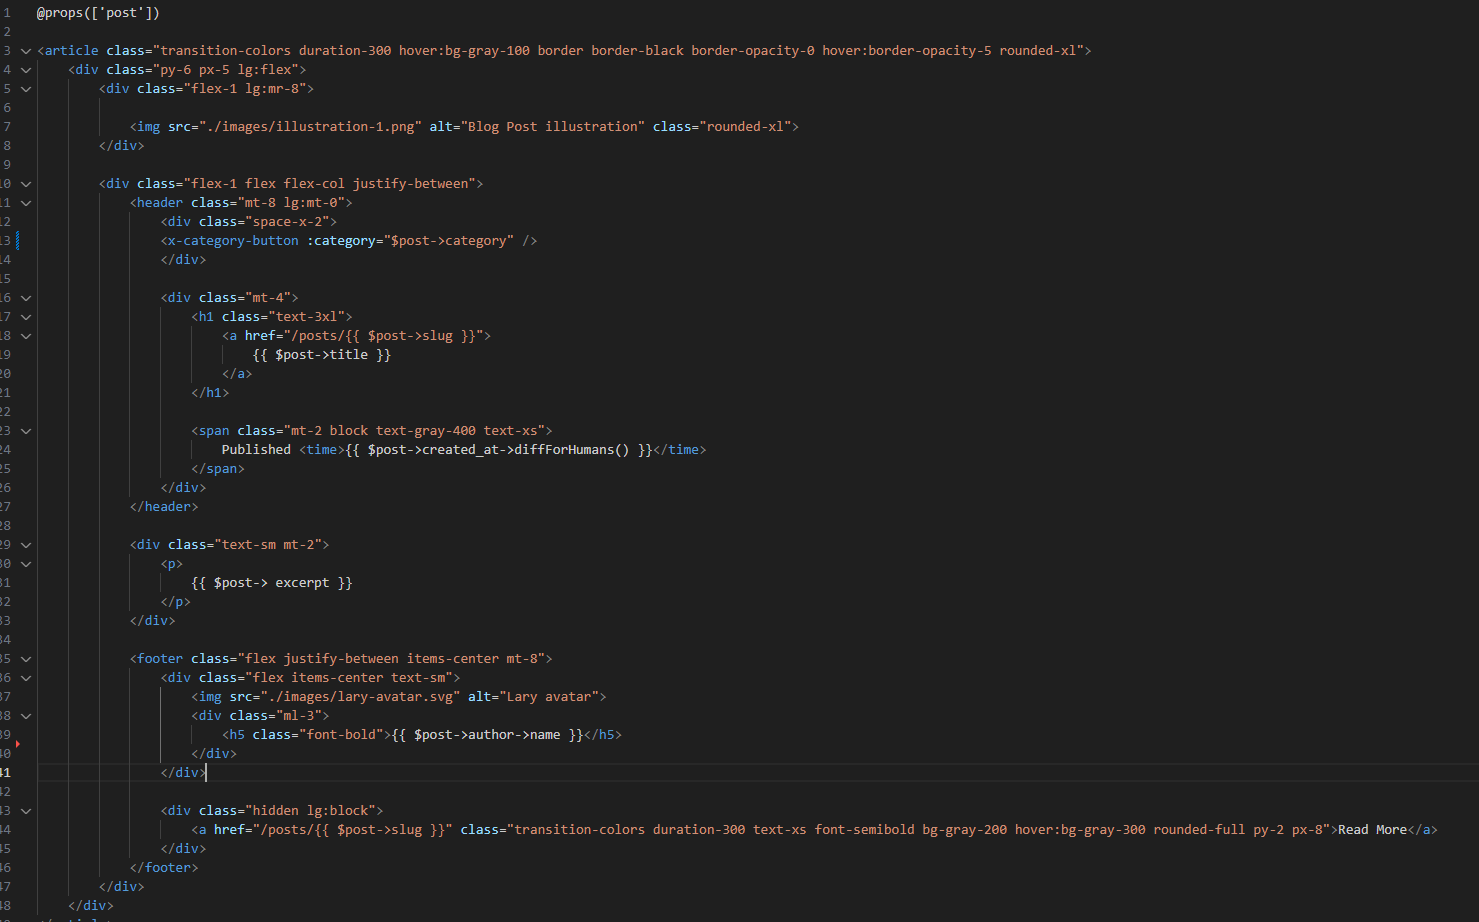 1 @props(['post'])
2
3 <article class="transition-colors duration-300 hover:bg-gray-100 border border-black border-opacity-0 hover:border-opacity-5 rounded-xl">
4 <div class="py-6 px-5 lg:flex">
5 <div class="flex-1 lg:mr-8">
6
7 <img src="./images/illustration-1.png" alt="Blog Post illustration" class="rounded-xl">
8 </div>
9
10 <div class="flex-1 flex flex-col justify-between">
11 <header class="mt-8 lg:mt-0">
12 <div class="space-x-2">
13 <x-category-button :category="$post->category" />
14 </div>
15
16 <div class="mt-4">
17 <h1 class="text-3xl">
18 <a href="/posts/{{ $post->slug }}">
19 {{ $post->title }}
20 </a>
21 </h1>
22
23 <span class="mt-2 block text-gray-400 text-xs">
24 Published <time>{{ $post->created_at->diffForHumans() }}</time>
25 </span>
26 </div>
27 </header>
28
29 <div class="text-sm mt-2">
30 <p>
31 {{ $post-> excerpt }}
32 </p>
33 </div>
34
35 <footer class="flex justify-between items-center mt-8">
36 <div class="flex items-center text-sm">
37 <img src="./images/lary-avatar.svg" alt="Lary avatar">
38 <div class="ml-3">
39 <h5 class="font-bold">{{ $post->author->name }}</h5>
40 </div>
41 </div>
42
43 <div class="hidden lg:block">
44 <a href="/posts/{{ $post->slug }}" class="transition-colors duration-300 text-xs font-semibold bg-gray-200 hover:bg-gray-300 rounded-full py-2 px-8">Read More</a>
45 </div>
46 </footer>
47 </div>
48 </div>